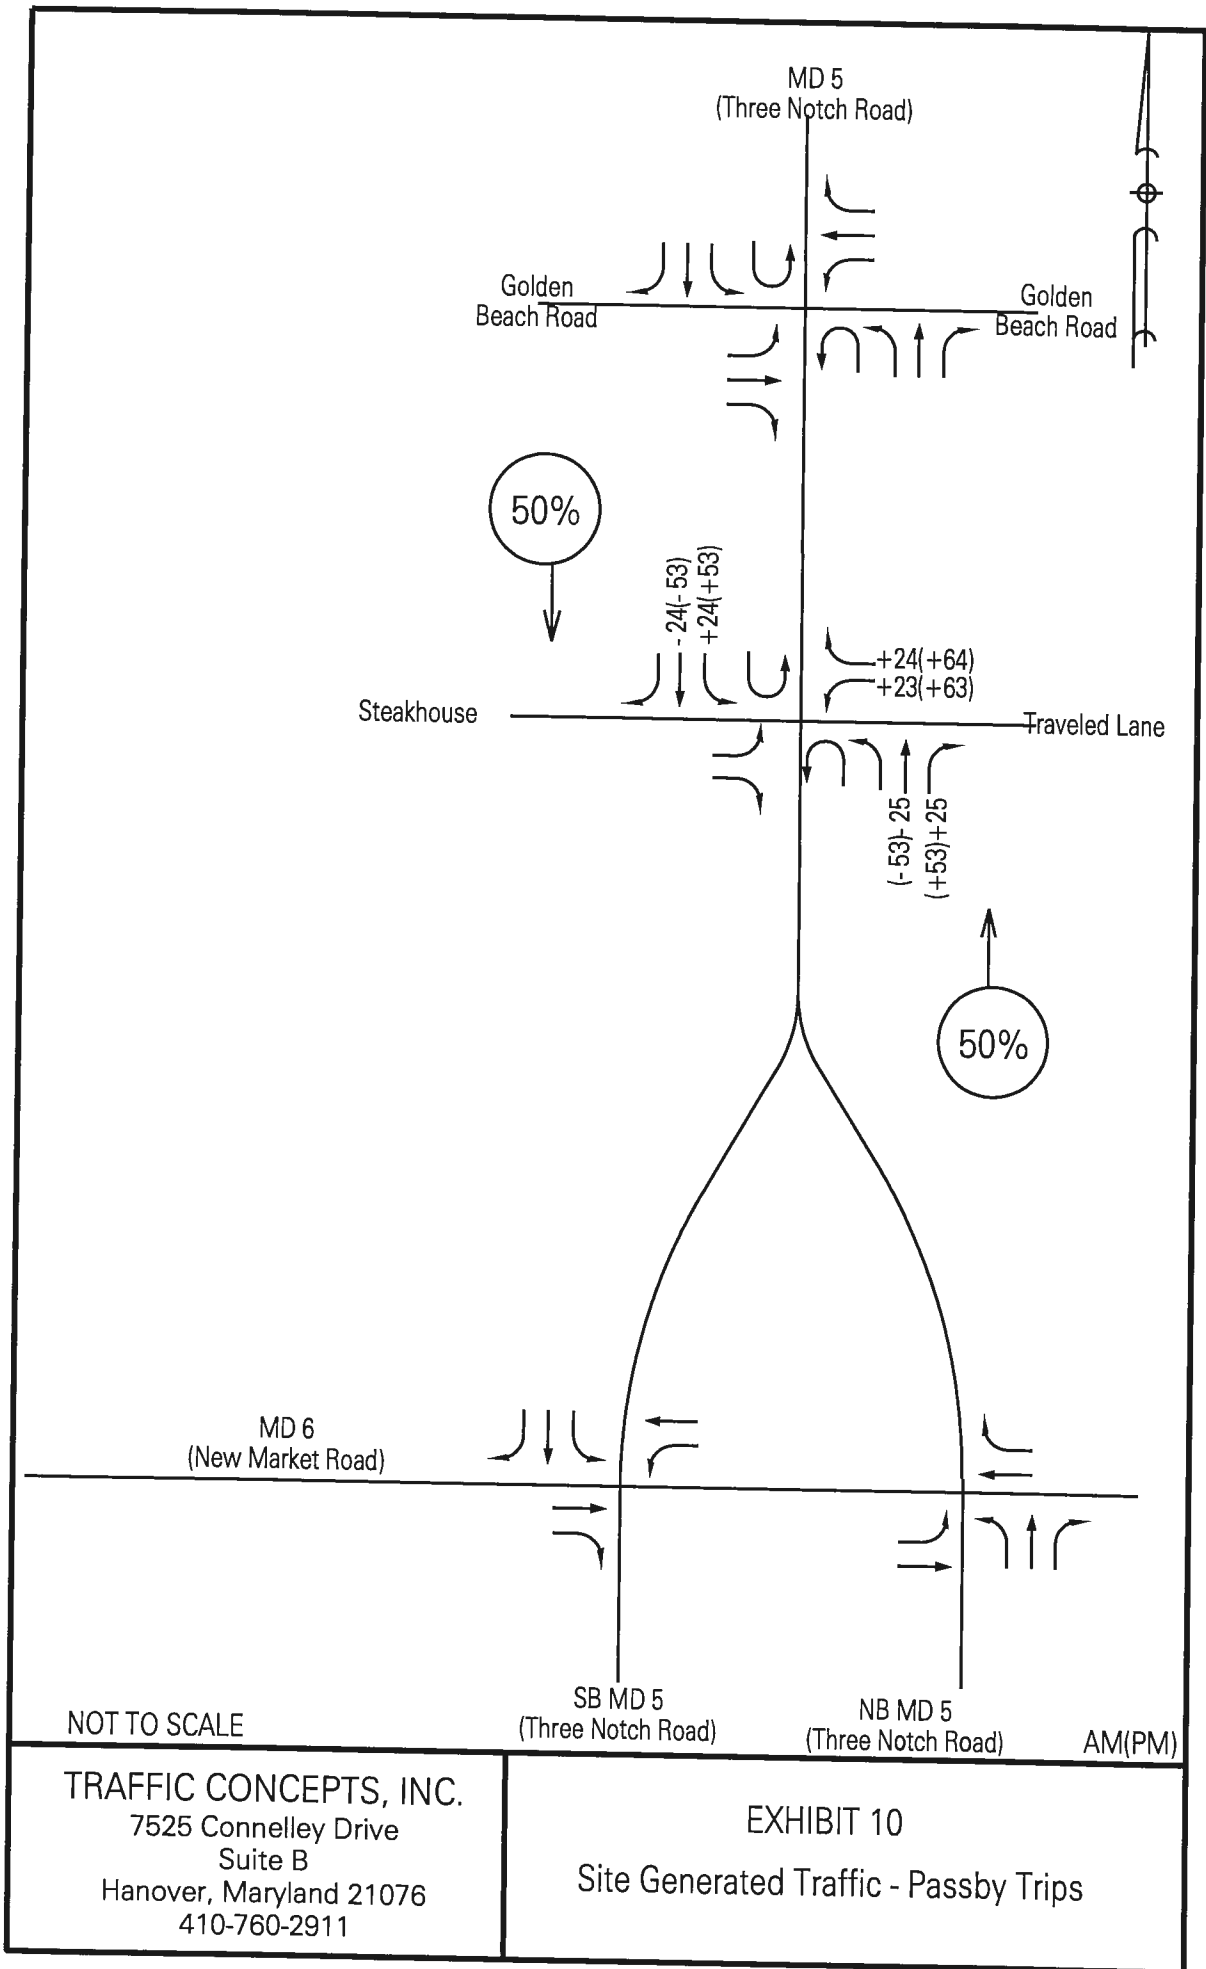 MD 5
(Three Notch Road)
Golden
Beach Road
Golden
Beach Road
50%
- 24(- 53)
+24(+53)
+24(+64)
+23(+63)
Steakhouse
Traveled Lane
(- 53)- 25
(+53)+25
50%
MD 6
(New Market Road)
SB MD 5
(Three Notch Road)
NB MD 5
(Three Notch Road)
NOT TO SCALE
AM(PM)
TRAFFIC CONCEPTS, INC.
7525 Connelley Drive
Suite B
Hanover, Maryland 21076
410-760-2911
EXHIBIT 10
Site Generated Traffic - Passby Trips